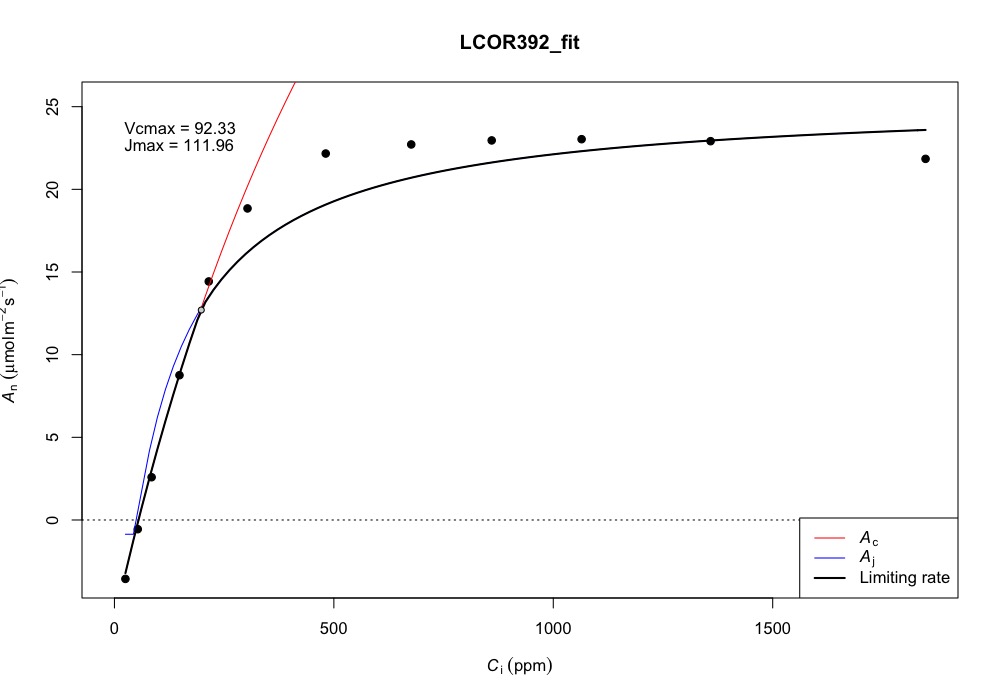 LCOR392_fit
Vcmax = 92.33
Jmax = 111.96
25
20
15
10
5
0
Aₙ (μmolm⁻²s⁻¹)
0 500 1000 1500
Cᵢ (ppm)
A꜀
Aⱼ
Limiting rate